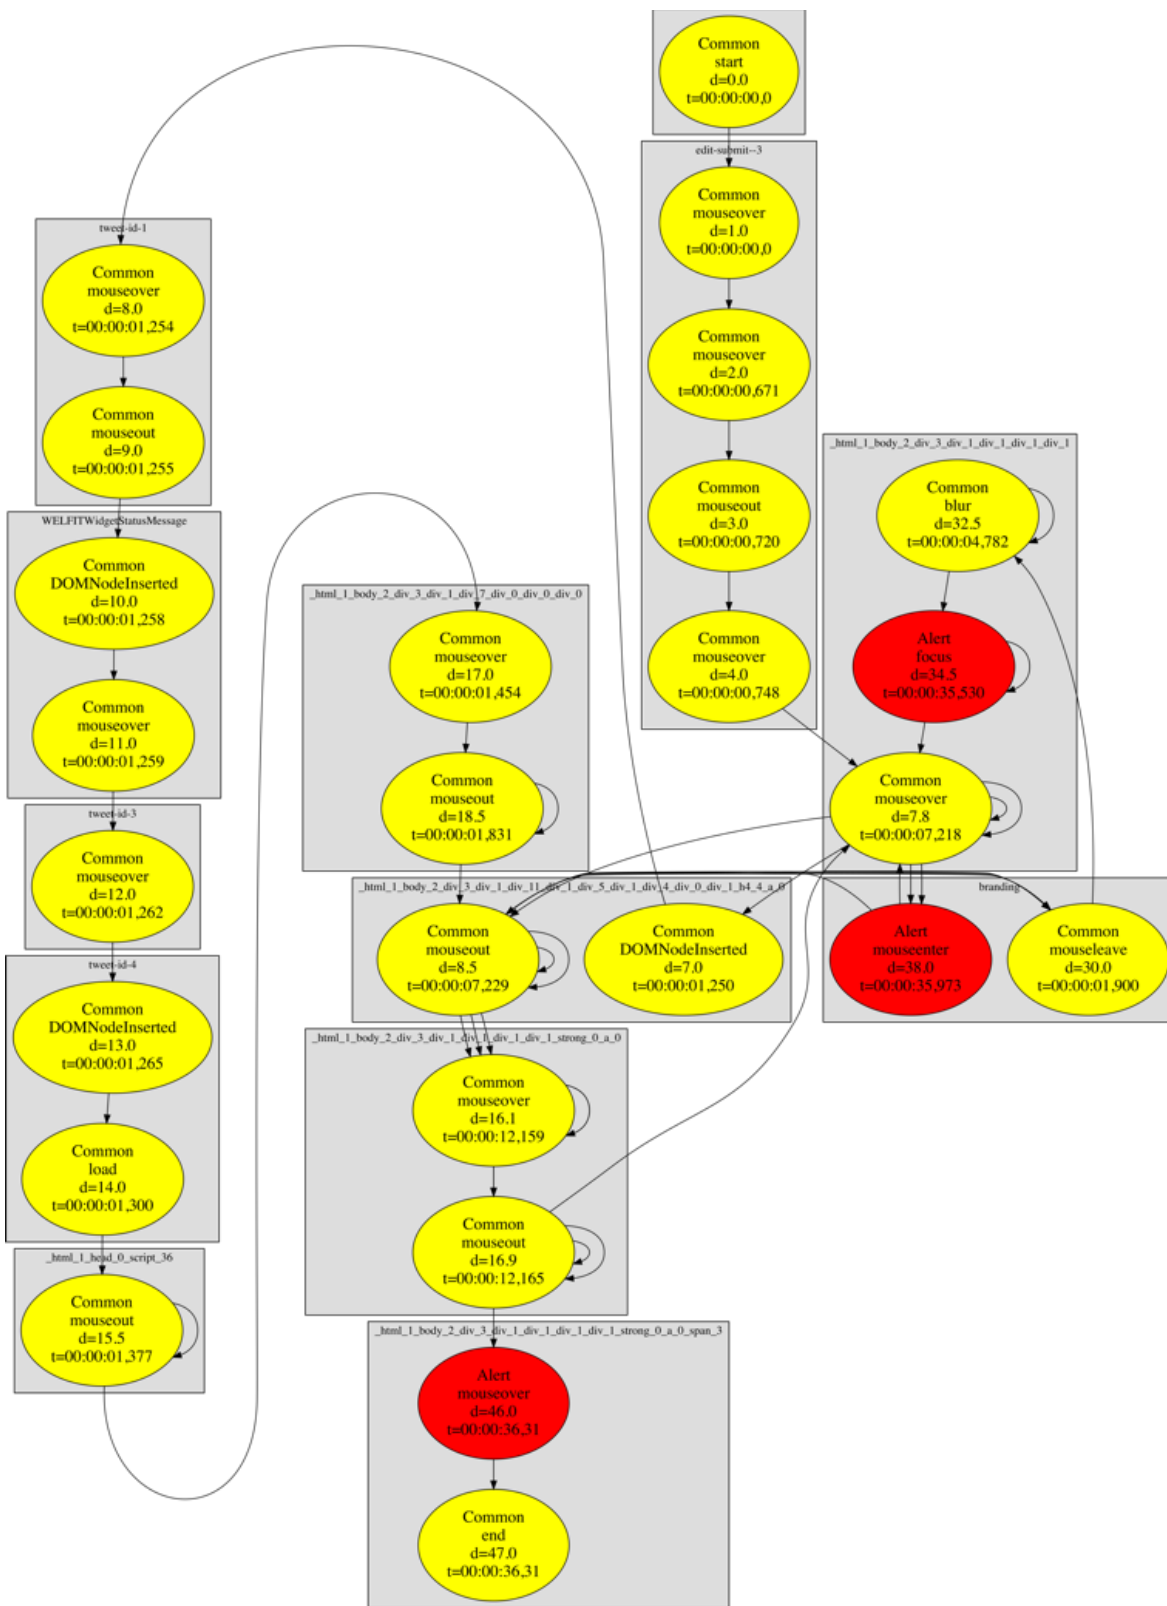 Common
start
d=0.0
t=00:00:00,0
edit-submit--3
Common
mouseover
d=1.0
t=00:00:00,0
Common
mouseover
d=2.0
t=00:00:00,671
Common
mouseout
d=3.0
t=00:00:00,720
Common
mouseover
d=4.0
t=00:00:00,748
tweet-id-1
Common
mouseover
d=8.0
t=00:00:01,254
Common
mouseout
d=9.0
t=00:00:01,255
WELFITWidgetStatusMessage
Common
DOMNodeInserted
d=10.0
t=00:00:01,258
Common
mouseover
d=11.0
t=00:00:01,259
tweet-id-3
Common
mouseover
d=12.0
t=00:00:01,262
tweet-id-4
Common
DOMNodeInserted
d=13.0
t=00:00:01,265
Common
load
d=14.0
t=00:00:01,300
_html_1_head_0_script_36
Common
mouseout
d=15.5
t=00:00:01,377
_html_1_body_2_div_3_div_1_div_7_div_0_div_0_div_0
Common
mouseover
d=17.0
t=00:00:01,454
Common
mouseout
d=18.5
t=00:00:01,831
_html_1_body_2_div_3_div_1_div_1_div_1_div_1
Common
blur
d=32.5
t=00:00:04,782
Alert
focus
d=34.5
t=00:00:35,530
Common
mouseover
d=7.8
t=00:00:07,218
_html_1_body_2_div_3_div_1_div_11_div_1_div_5_div_1_div_4_div_0_div_1_h4_4_a_0
Common
mouseout
d=8.5
t=00:00:07,229
Common
DOMNodeInserted
d=7.0
t=00:00:01,250
branding
Alert
mouseenter
d=38.0
t=00:00:35,973
Common
mouseleave
d=30.0
t=00:00:01,900
_html_1_body_2_div_3_div_1_div_1_div_1_div_1_strong_0_a_0
Common
mouseover
d=16.1
t=00:00:12,159
Common
mouseout
d=16.9
t=00:00:12,165
_html_1_body_2_div_3_div_1_div_1_div_1_div_1_strong_0_a_0_span_3
Alert
mouseover
d=46.0
t=00:00:36,31
Common
end
d=47.0
t=00:00:36,31